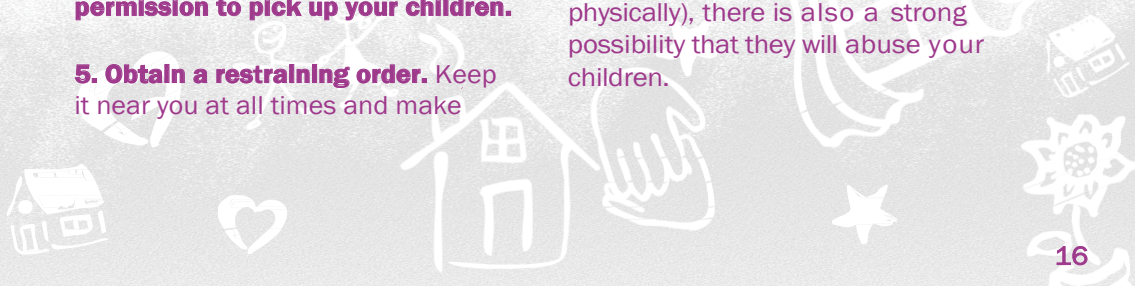 permission to pick up your children.
5. Obtain a restraining order. Keep
it near you at all times and make
physically), there is also a strong
possibility that they will abuse your
children.
16